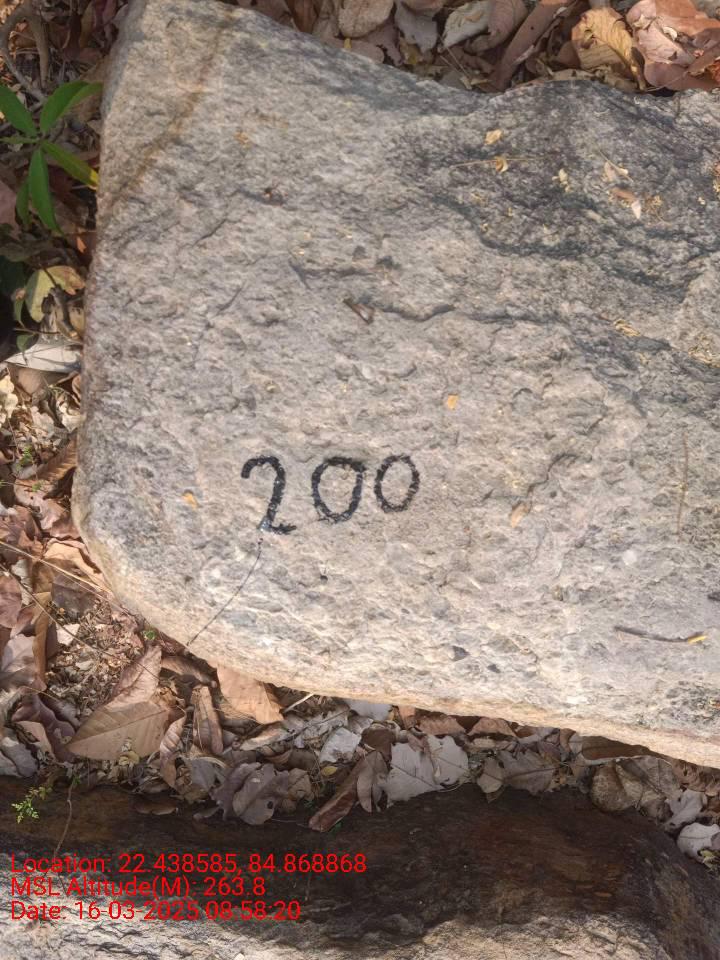 200
Location: 22.438585, 84.868868
MSL Altitude(M): 263.8
Date: 16-03-2025 08:58:20